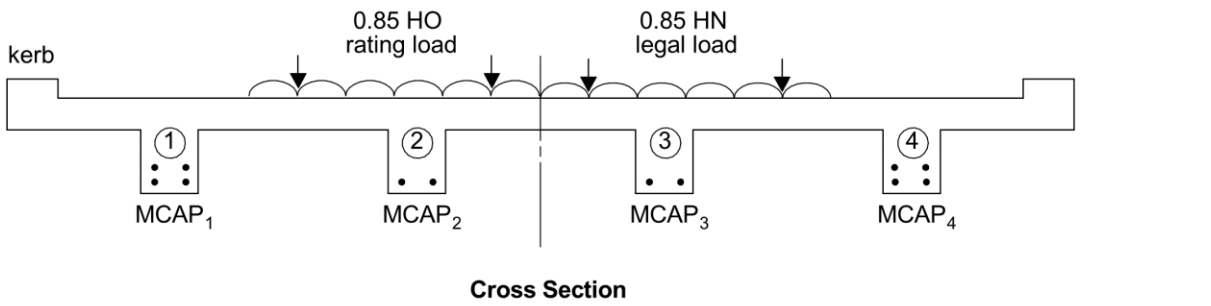 0.85 HO
rating load
0.85 HN
legal load
kerb
1
2
3
4
MCAP1
MCAP2
MCAP3
MCAP4
Cross Section